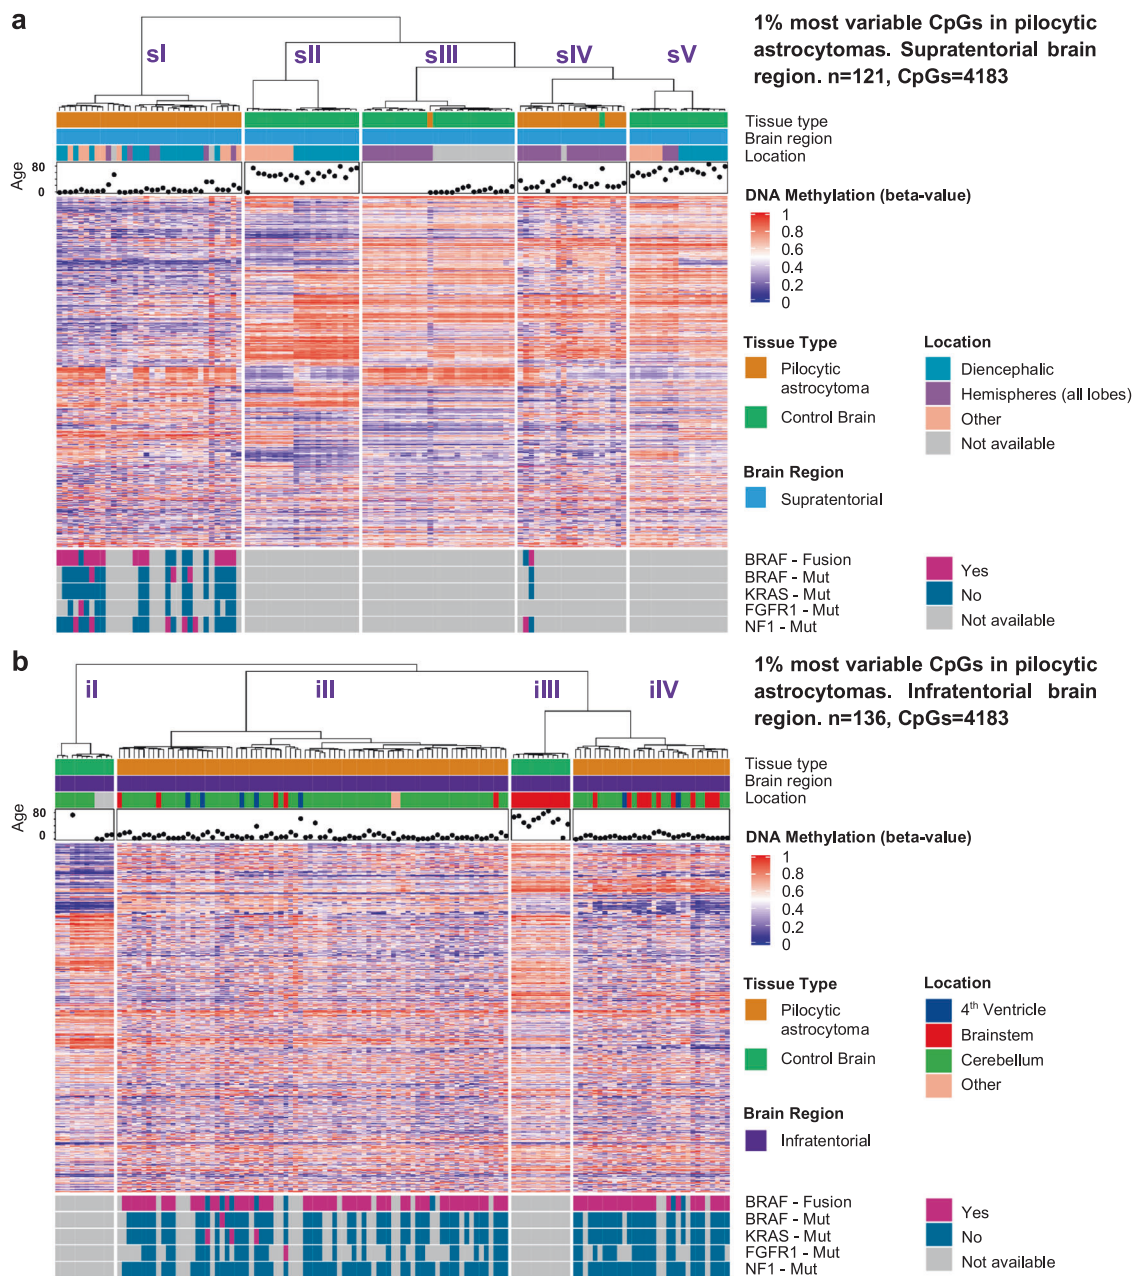 a
sI
sII
sIII
sIV
sV
1% most variable CpGs in pilocytic
astrocytomas. Supratentorial brain
region. n=121, CpGs=4183
Tissue type
Brain region
Location
Age
80
0
DNA Methylation (beta-value)
1
0.8
0.6
0.4
0.2
0
Tissue Type
Pilocytic
astrocytoma
Control Brain
Location
Diencephalic
Hemispheres (all lobes)
Other
Not available
Brain Region
Supratentorial
BRAF - Fusion
BRAF - Mut
KRAS - Mut
FGFR1 - Mut
NF1 - Mut
Yes
No
Not available
b
iI
iII
iIII
iIV
1% most variable CpGs in pilocytic
astrocytomas. Infratentorial brain
region. n=136, CpGs=4183
Tissue type
Brain region
Location
Age
80
0
DNA Methylation (beta-value)
1
0.8
0.6
0.4
0.2
0
Tissue Type
Pilocytic
astrocytoma
Control Brain
Location
4th Ventricle
Brainstem
Cerebellum
Other
Brain Region
Infratentorial
BRAF - Fusion
BRAF - Mut
KRAS - Mut
FGFR1 - Mut
NF1 - Mut
Yes
No
Not available